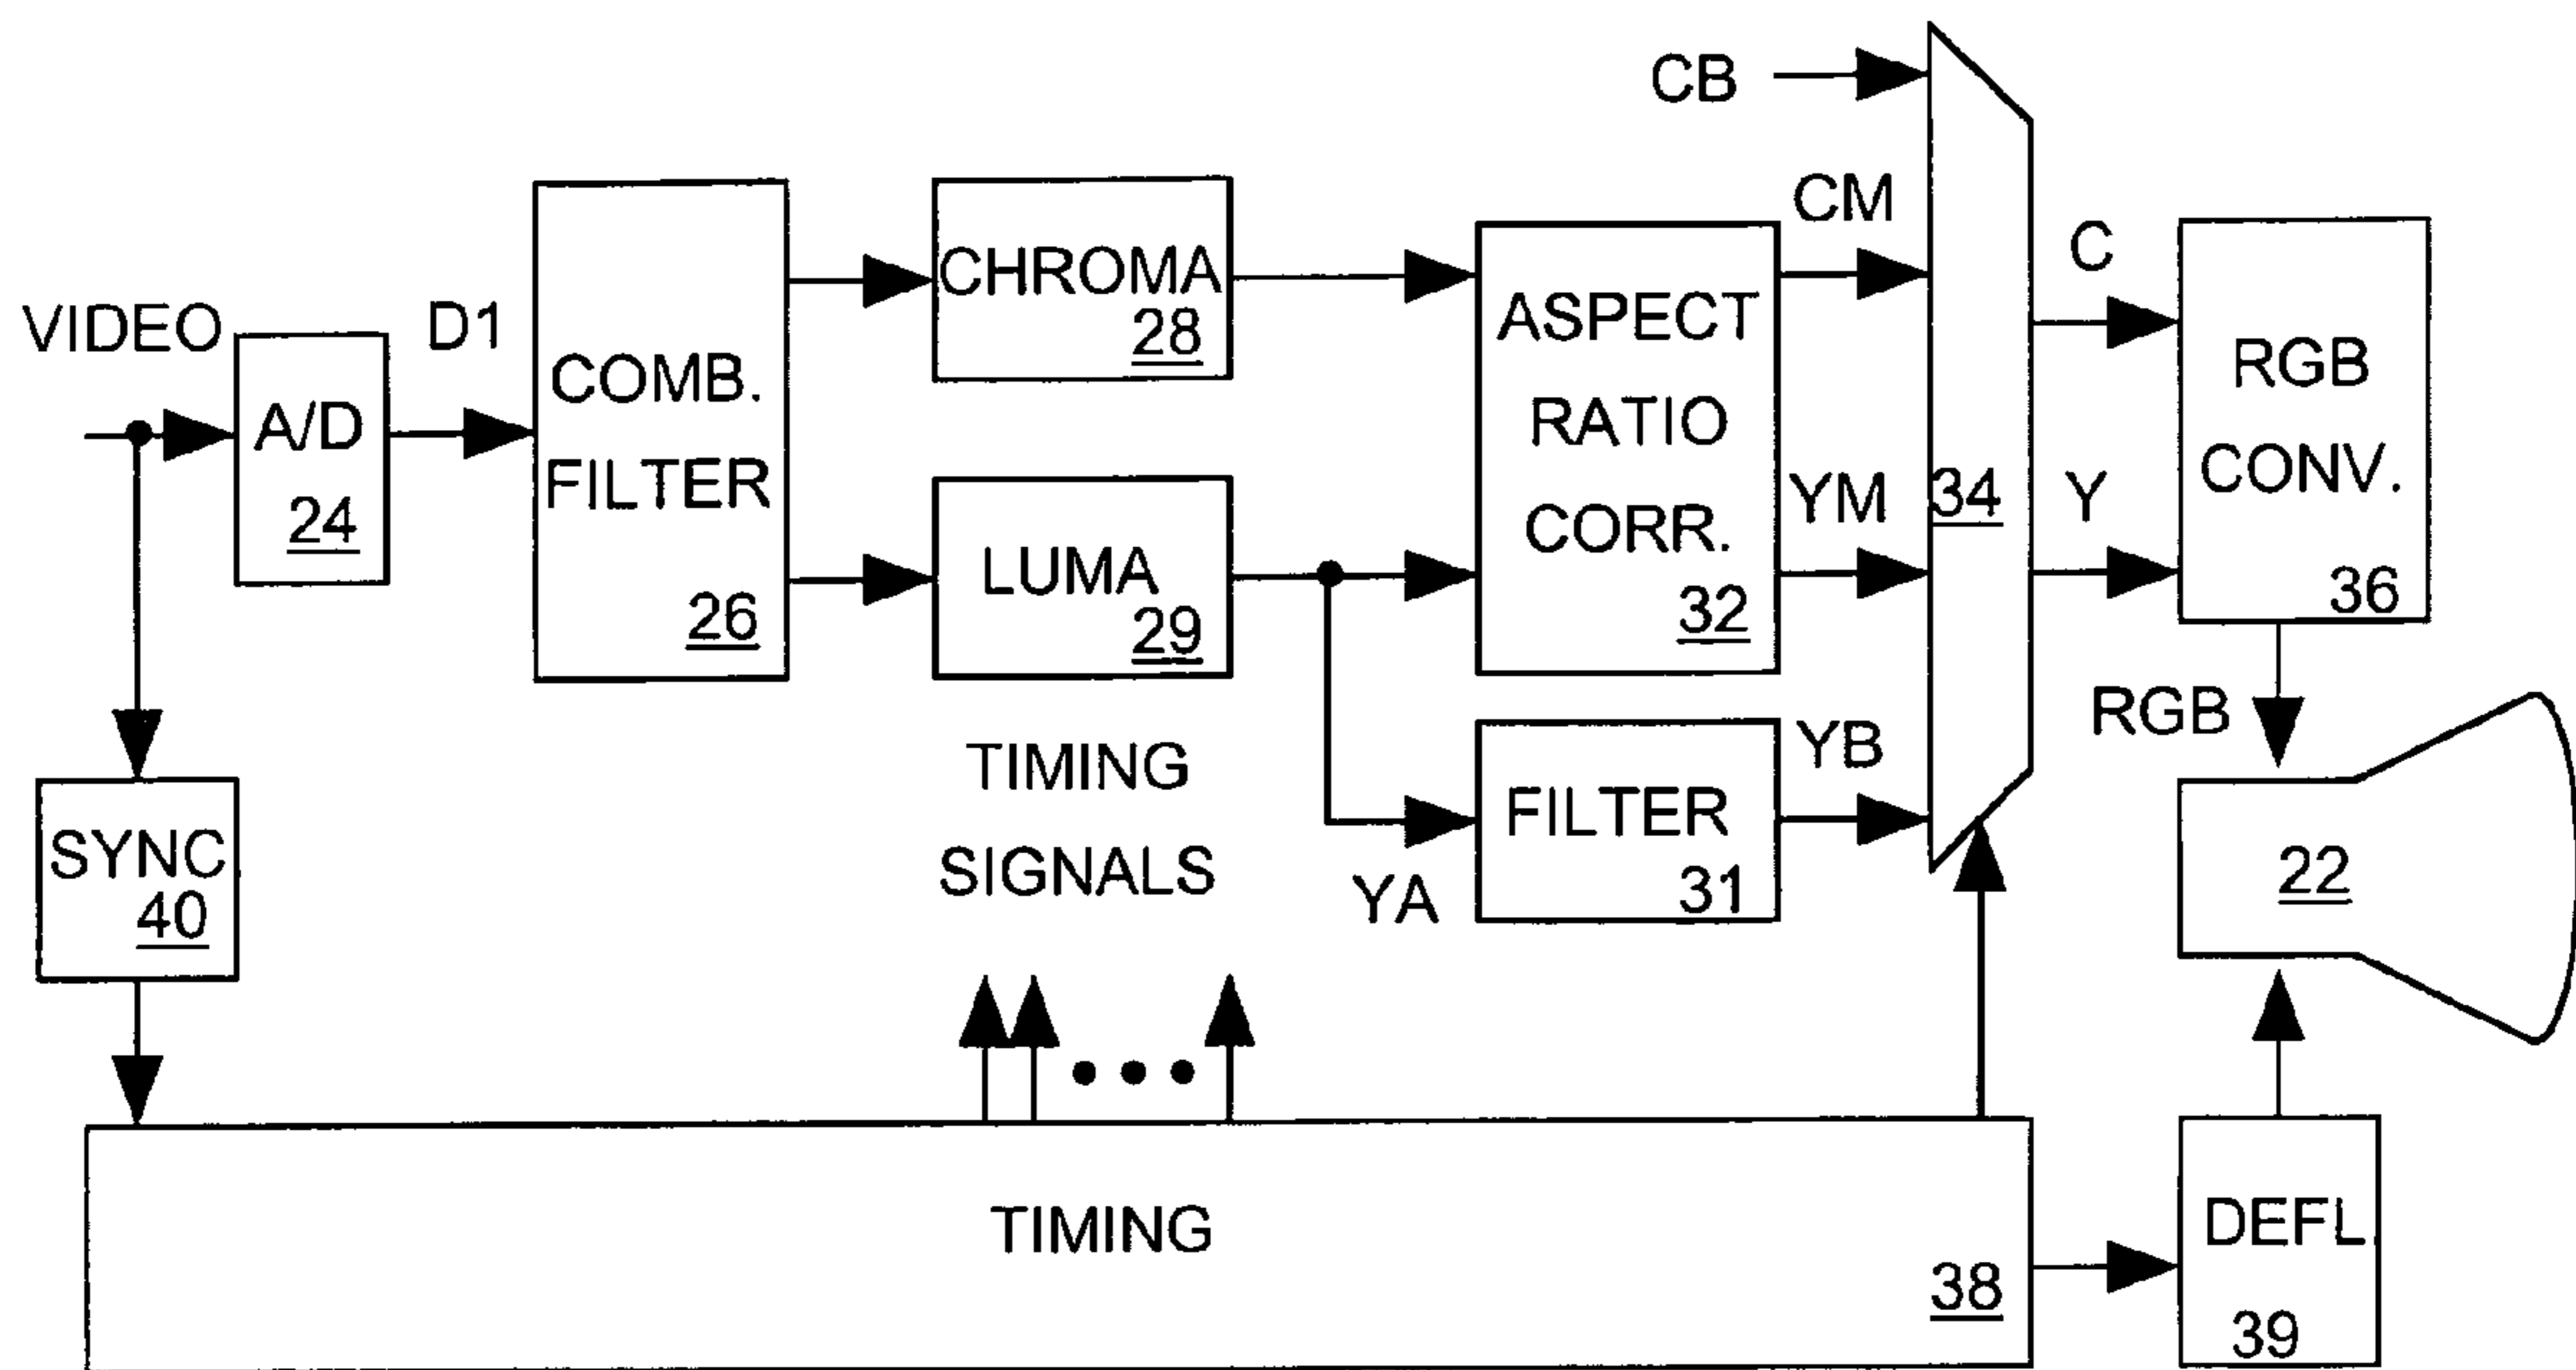 CB
CM
C
VIDEO
A/D
24
D1
COMB.
FILTER
26
CHROMA
28
LUMA
29
ASPECT
RATIO
CORR.
32
YM
34
Y
RGB
CONV.
36
TIMING
SIGNALS
YA
FILTER
31
YB
RGB
22
SYNC
40
TIMING
38
DEFL.
39